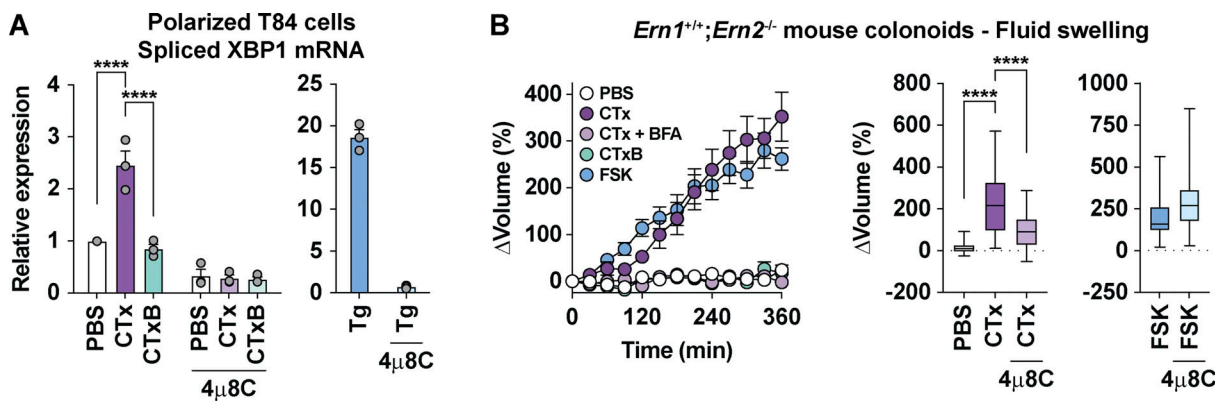 A
Polarized T84 cells
Spliced XBP1 mRNA
Relative expression
4
3
2
1
0
****
****
PBS
CTx
CTxB
PBS
CTx
CTxB
4μ8C
25
20
15
10
5
0
Tg
Tg
4μ8C
B
Ern1+/+;Ern2-/- mouse colonoids - Fluid swelling
ΔVolume (%)
400
300
200
100
0
PBS
CTx
CTx + BFA
CTxB
FSK
0
120
240
360
Time (min)
ΔVolume (%)
800
600
400
200
0
-200
****
****
PBS
CTx
CTx
4μ8C
1000
750
500
250
0
-250
FSK
FSK
4μ8C